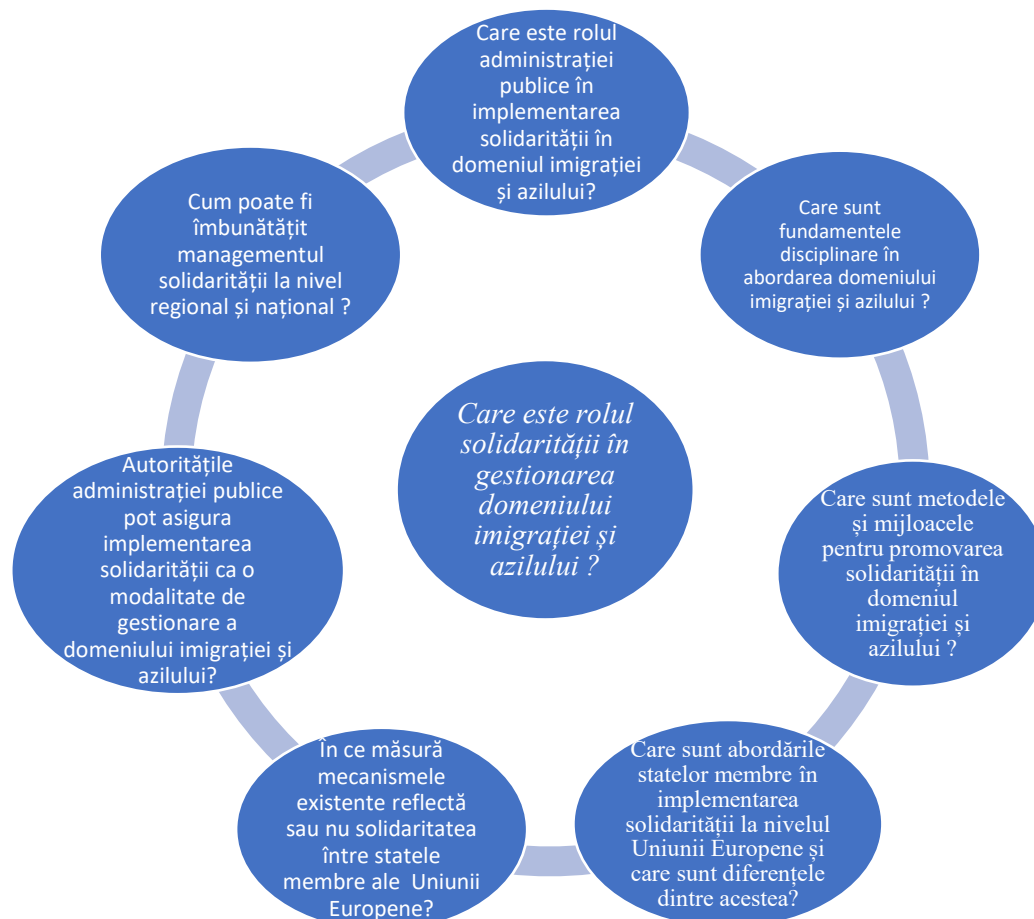 Care este rolul
administrației
publice în
implementarea
solidarității în
domeniul imigrației
și azilului?
Care sunt
fundamentele
disciplinare în
abordarea domeniului
imigrației și azilului ?
Care sunt metodele
și mijloacele
pentru promovarea
solidarității în
domeniul
imigrației și
azilului ?
Care sunt abordările
statelor membre în
implementarea
solidarității la nivelul
Uniunii Europene și
care sunt diferențele
dintre acestea?
În ce măsură
mecanismele
existente reflectă
sau nu solidaritatea
între statele
membre ale Uniunii
Europene?
Autoritățile
administrației publice
pot asigura
implementarea
solidarității ca o
modalitate de
gestionare a
domeniului imigrației și
azilului?
Cum poate fi
îmbunătățit
managementul
solidarității la nivel
regional și național ?
Care este rolul
solidarității în
gestionarea
domeniului
imigrației și
azilului ?